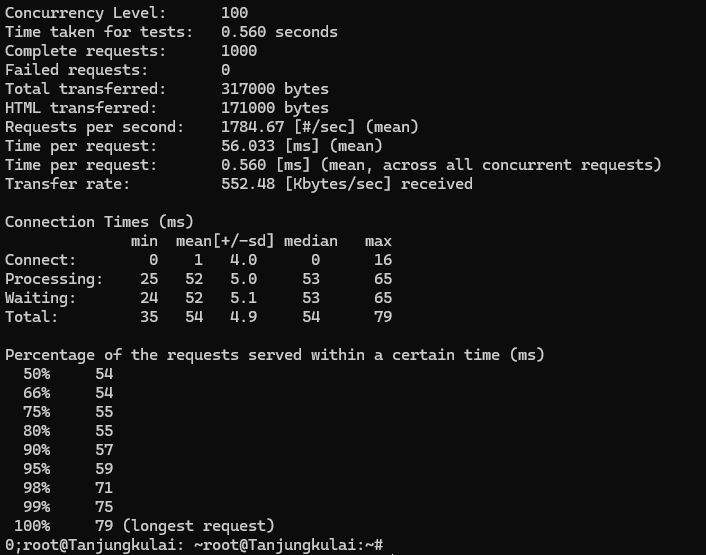 Concurrency Level:      100
Time taken for tests:   0.560 seconds
Complete requests:      1000
Failed requests:        0
Total transferred:      317000 bytes
HTML transferred:       171000 bytes
Requests per second:    1784.67 [#/sec] (mean)
Time per request:       56.033 [ms] (mean)
Time per request:       0.560 [ms] (mean, across all concurrent requests)
Transfer rate:          552.48 [Kbytes/sec] received

Connection Times (ms)
              min  mean[+/-sd] median   max
Connect:        0    1   4.0      0      16
Processing:    25   52   5.0     53      65
Waiting:       24   52   5.1     53      65
Total:         35   54   4.9     54      79

Percentage of the requests served within a certain time (ms)
  50%     54
  66%     54
  75%     55
  80%     55
  90%     57
  95%     59
  98%     71
  99%     75
 100%     79 (longest request)
0;root@Tanjungkulai: ~root@Tanjungkulai:~#